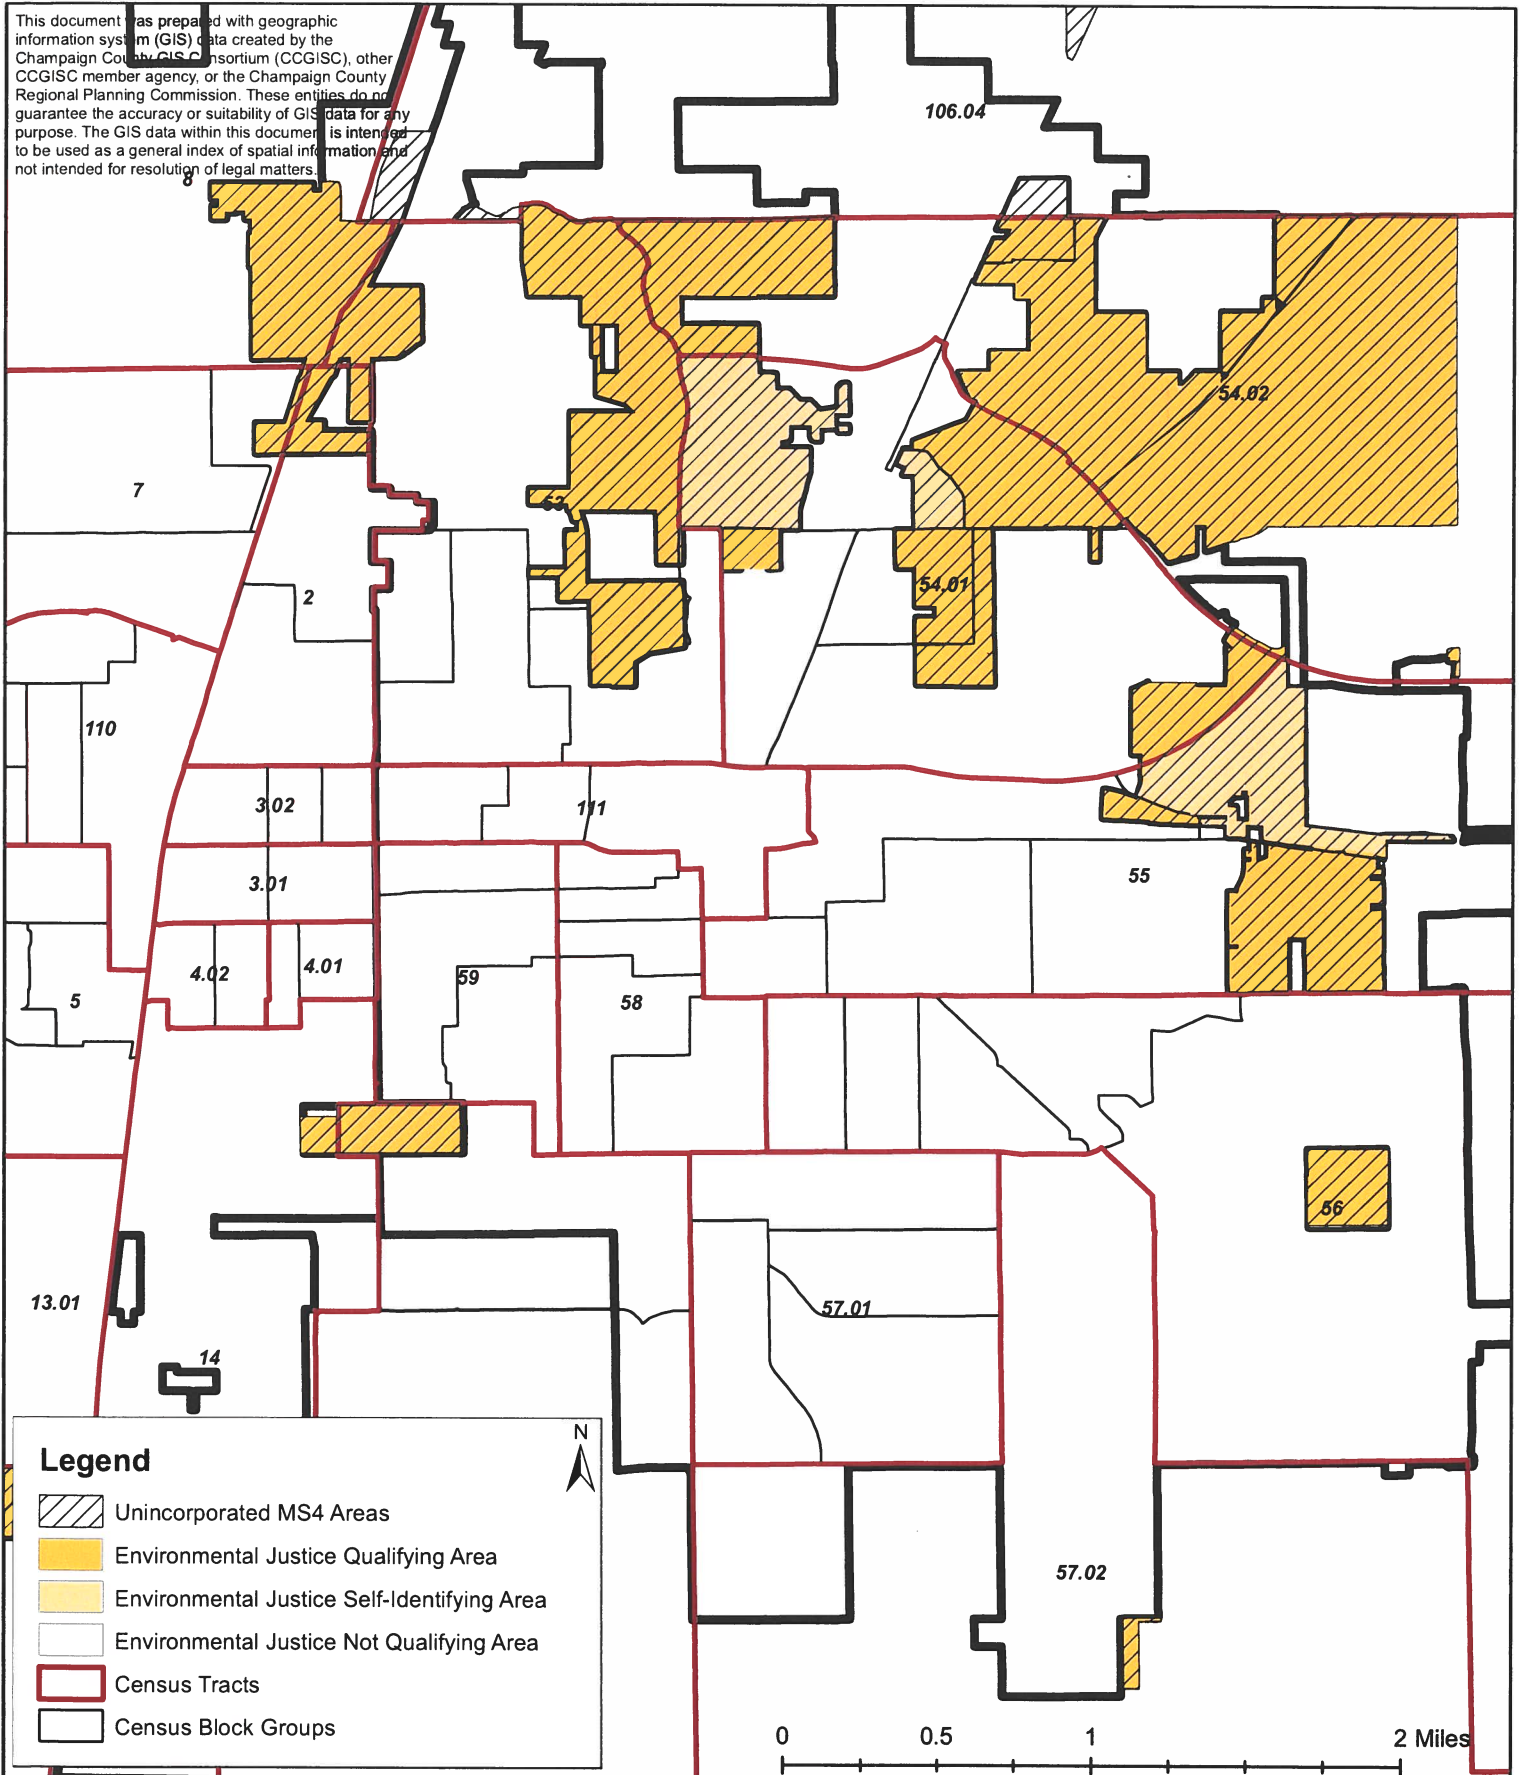 This document was prepared with geographic
information system (GIS) data created by the
Champaign County GIS Consortium (CCGISC), other
CCGISC member agency, or the Champaign County
Regional Planning Commission. These entities do not
guarantee the accuracy or suitability of GIS data for any
purpose. The GIS data within this document is intended
to be used as a general index of spatial information and
not intended for resolution of legal matters.
106.04
8
54.02
7
53
54.01
2
110
3.02
111
3.01
55
4.02
4.01
59
5
58
56
13.01
57.01
14
57.02
N
Legend
Unincorporated MS4 Areas
Environmental Justice Qualifying Area
Environmental Justice Self-Identifying Area
Environmental Justice Not Qualifying Area
Census Tracts
Census Block Groups
0 0.5 1 2 Miles